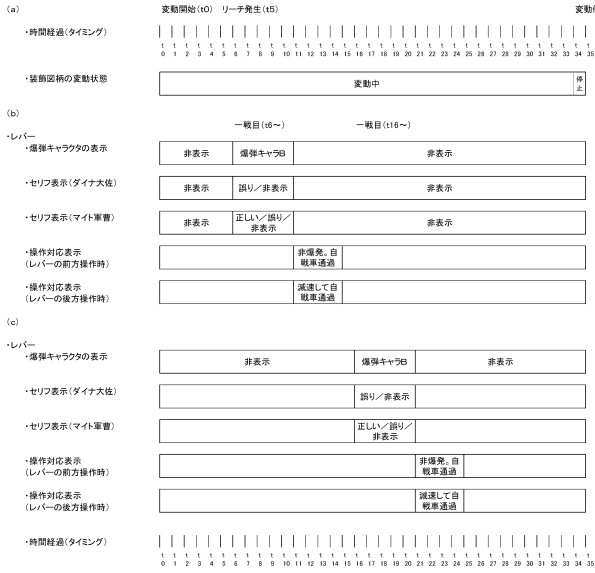 (a)
変動開始(t0) リーチ発生(t5)
・時間経過(タイミング)
t t t t t t t t t t t t t t t t t t t t t t t t t t t t t t t t t t t t
0 1 2 3 4 5 6 7 8 9 10 11 12 13 14 15 16 17 18 19 20 21 22 23 24 25 26 27 28 29 30 31 32 33 34 35
・装飾図柄の変動状態
変動中
停止
(b)
一戦目(t6～) 一戦目(t16～)
・レバー
・爆弾キャラクタの表示
非表示 爆弾キャラB 非表示
・セリフ表示(ダイナ大佐)
非表示 誤り/非表示 非表示
・セリフ表示(マイト軍曹)
非表示 正しい/誤り/
非表示 非表示
・操作対応表示
(レバーの前方操作時)
非爆発。自
戦車通過
・操作対応表示
(レバーの後方操作時)
減速して自
戦車通過
(c)
・レバー
・爆弾キャラクタの表示
非表示 爆弾キャラB 非表示
・セリフ表示(ダイナ大佐)
誤り/非表示
・セリフ表示(マイト軍曹)
正しい/誤り/
非表示
・操作対応表示
(レバーの前方操作時)
非爆発。自
戦車通過
・操作対応表示
(レバーの後方操作時)
減速して自
戦車通過
・時間経過(タイミング)
t t t t t t t t t t t t t t t t t t t t t t t t t t t t t t t t t t t t
0 1 2 3 4 5 6 7 8 9 10 11 12 13 14 15 16 17 18 19 20 21 22 23 24 25 26 27 28 29 30 31 32 33 34 35